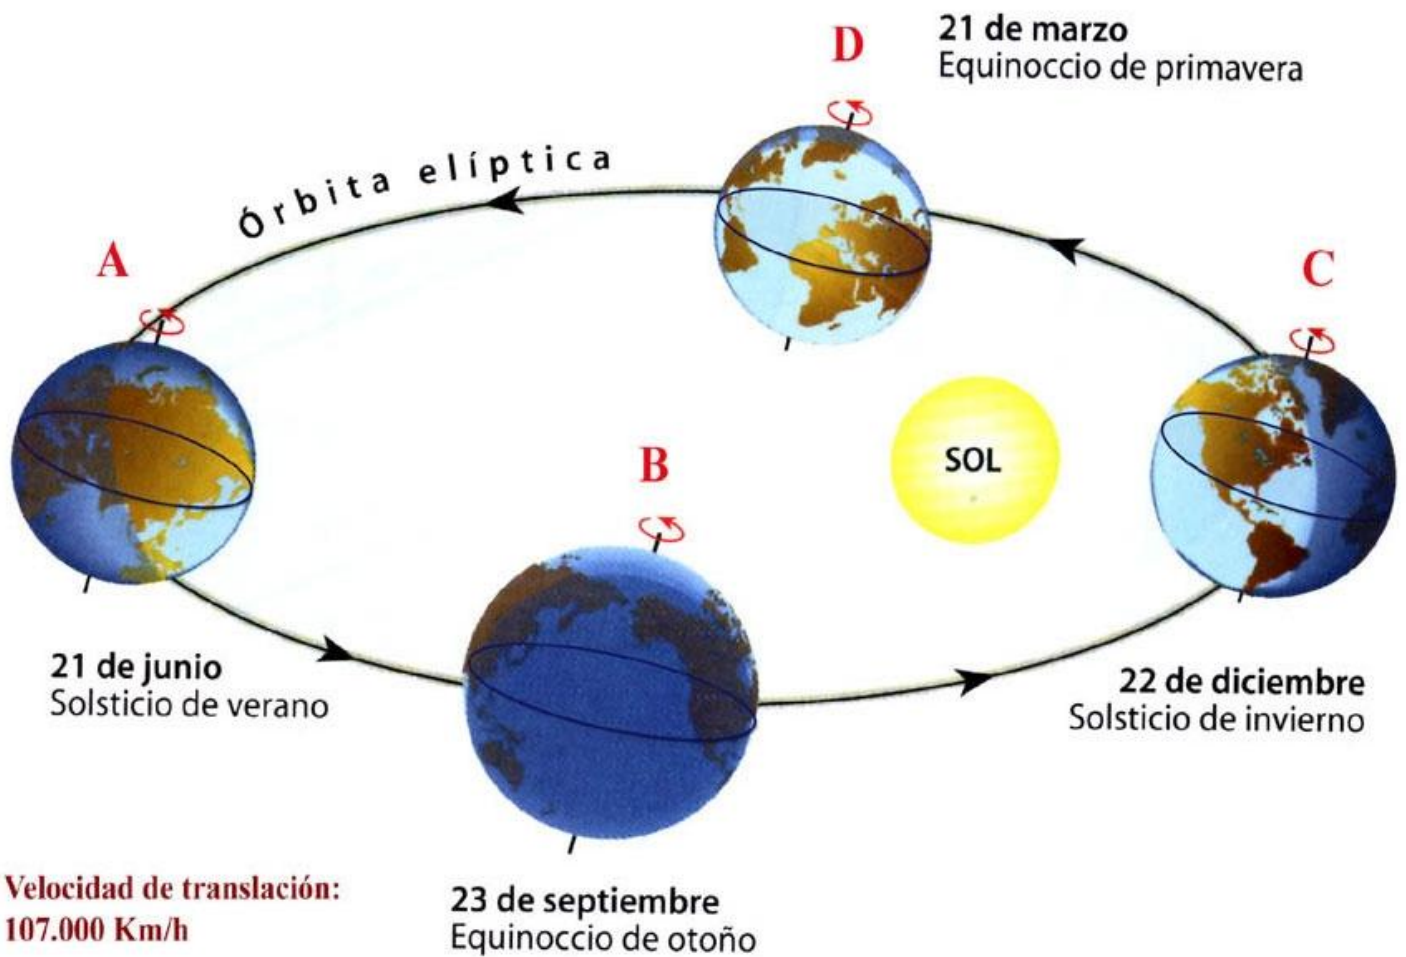 D
21 de marzo
Equinoccio de primavera
Órbita elíptica
A
C
B
SOL
21 de junio
Solsticio de verano
22 de diciembre
Solsticio de invierno
Velocidad de translación:
107.000 Km/h
23 de septiembre
Equinoccio de otoño